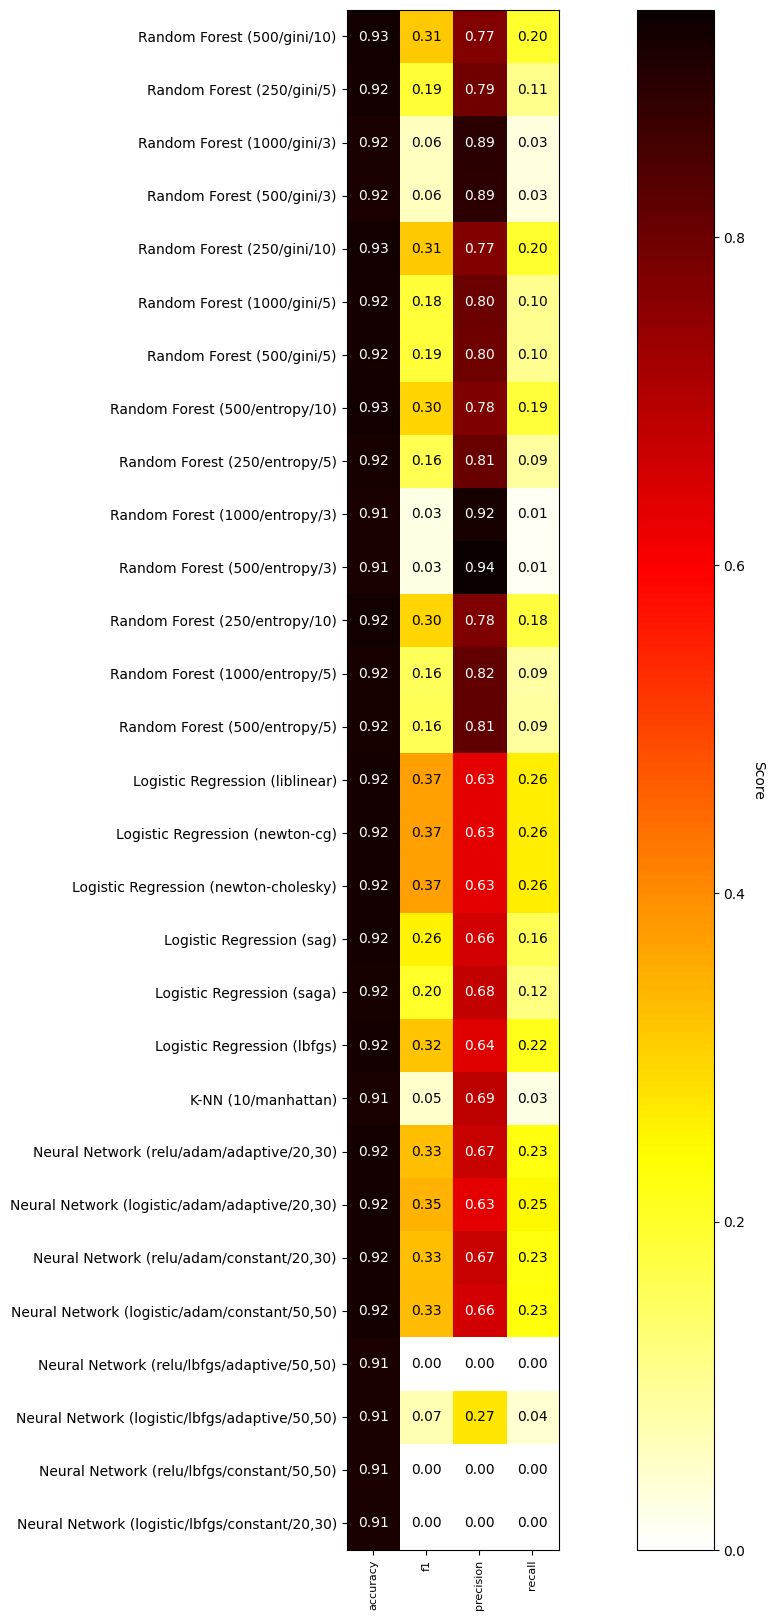 Random Forest (500/gini/10) 0.93 0.31 0.77 0.20
Random Forest (250/gini/5) 0.92 0.19 0.79 0.11
Random Forest (1000/gini/3) 0.92 0.06 0.89 0.03
Random Forest (500/gini/3) 0.92 0.06 0.89 0.03
Random Forest (250/gini/10) 0.93 0.31 0.77 0.20
Random Forest (1000/gini/5) 0.92 0.18 0.80 0.10
Random Forest (500/gini/5) 0.92 0.19 0.80 0.10
Random Forest (500/entropy/10) 0.93 0.30 0.78 0.19
Random Forest (250/entropy/5) 0.92 0.16 0.81 0.09
Random Forest (1000/entropy/3) 0.91 0.03 0.92 0.01
Random Forest (500/entropy/3) 0.91 0.03 0.94 0.01
Random Forest (250/entropy/10) 0.92 0.30 0.78 0.18
Random Forest (1000/entropy/5) 0.92 0.16 0.82 0.09
Random Forest (500/entropy/5) 0.92 0.16 0.81 0.09
Logistic Regression (liblinear) 0.92 0.37 0.63 0.26
Logistic Regression (newton-cg) 0.92 0.37 0.63 0.26
Logistic Regression (newton-cholesky) 0.92 0.37 0.63 0.26
Logistic Regression (sag) 0.92 0.26 0.66 0.16
Logistic Regression (saga) 0.92 0.20 0.68 0.12
Logistic Regression (lbfgs) 0.92 0.32 0.64 0.22
K-NN (10/manhattan) 0.91 0.05 0.69 0.03
Neural Network (relu/adam/adaptive/20,30) 0.92 0.33 0.67 0.23
Neural Network (logistic/adam/adaptive/20,30) 0.92 0.35 0.63 0.25
Neural Network (relu/adam/constant/20,30) 0.92 0.33 0.67 0.23
Neural Network (logistic/adam/constant/50,50) 0.92 0.33 0.66 0.23
Neural Network (relu/lbfgs/adaptive/50,50) 0.91 0.00 0.00 0.00
Neural Network (logistic/lbfgs/adaptive/50,50) 0.91 0.07 0.27 0.04
Neural Network (relu/lbfgs/constant/50,50) 0.91 0.00 0.00 0.00
Neural Network (logistic/lbfgs/constant/20,30) 0.91 0.00 0.00 0.00
accuracy
f1
precision
recall
0.8
0.6
0.4
0.2
0.0
Score